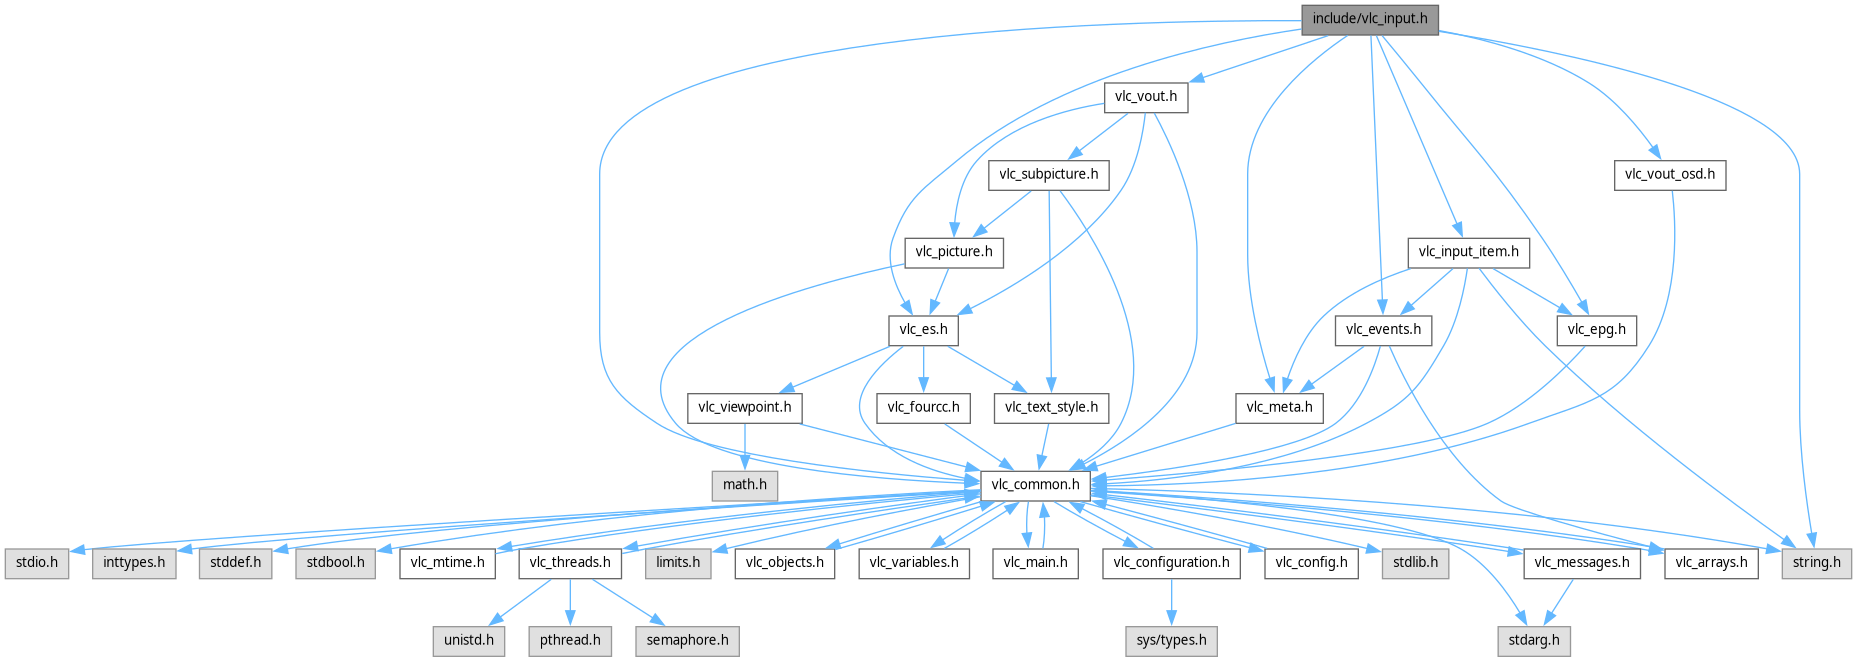 include/vlc_input.h
vlc_vout.h
vlc_subpicture.h
vlc_vout_osd.h
vlc_picture.h
vlc_input_item.h
vlc_es.h
vlc_events.h
vlc_epg.h
vlc_viewpoint.h
vlc_fourcc.h
vlc_text_style.h
vlc_meta.h
math.h
vlc_common.h
stdio.h
inttypes.h
stddef.h
stdbool.h
vlc_mtime.h
vlc_threads.h
limits.h
vlc_objects.h
vlc_variables.h
vlc_main.h
vlc_configuration.h
vlc_config.h
stdlib.h
vlc_messages.h
vlc_arrays.h
string.h
unistd.h
pthread.h
semaphore.h
sys/types.h
stdarg.h